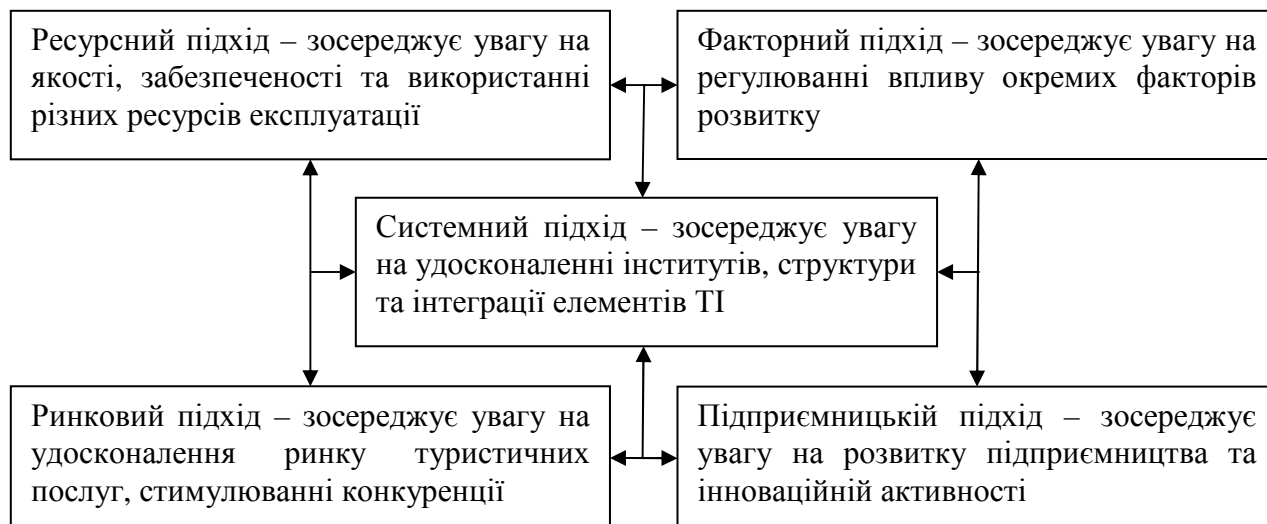 Ресурсний підхід – зосереджує увагу на
якості, забезпеченості та використанні
різних ресурсів експлуатації
Факторний підхід – зосереджує увагу на
регулюванні впливу окремих факторів
розвитку
Системний підхід – зосереджує увагу
на удосконаленні інститутів, структури
та інтеграції елементів ТІ
Ринковий підхід – зосереджує увагу на
удосконалення ринку туристичних
послуг, стимулюванні конкуренції
Підприємницькій підхід – зосереджує
увагу на розвитку підприємництва та
інноваційній активності